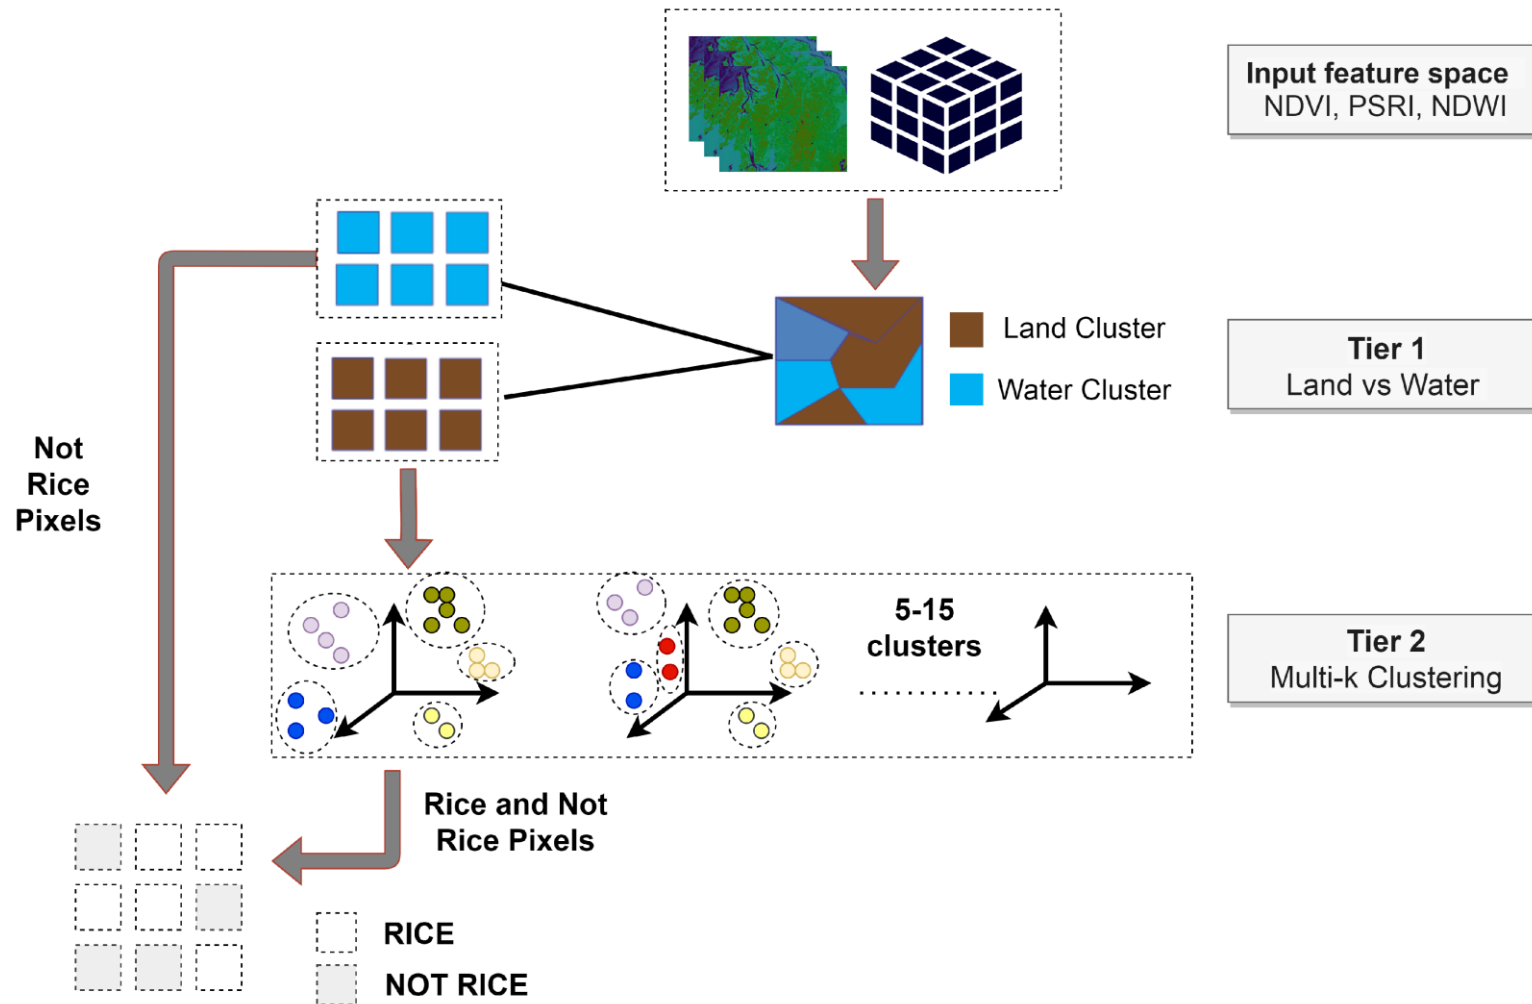 Input feature space
NDVI, PSRI, NDWI
Land Cluster
Water Cluster
Tier 1
Land vs Water
Not
Rice
Pixels
5-15
clusters
Tier 2
Multi-k Clustering
Rice and Not
Rice Pixels
RICE
NOT RICE